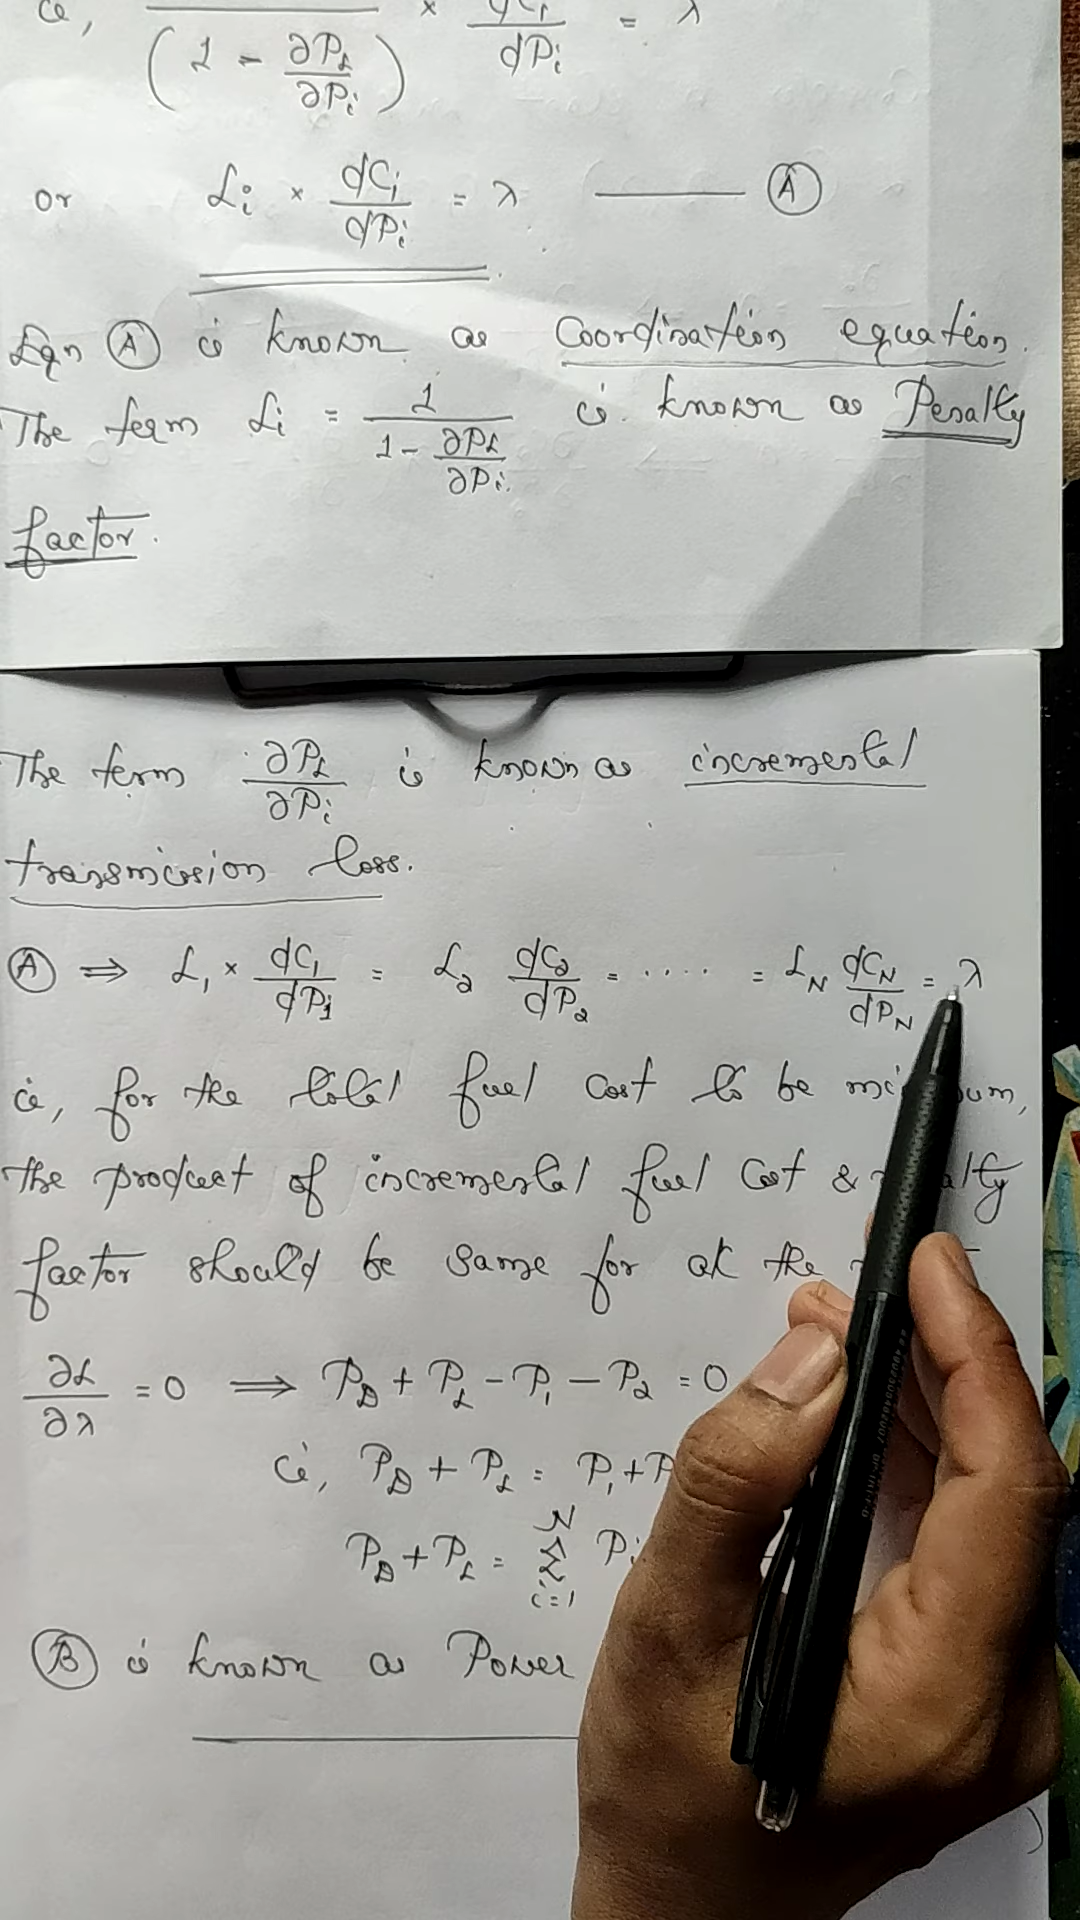 ie, × dCi/dPi = λ
(1 - ∂PL/∂Pi)
or Li × dCi/dPi = λ ——— (A)
Eqn (A) is known as Coordination equation.
The term Li = 1/(1 - ∂PL/∂Pi) is known as Penalty
factor.
The term ∂PL/∂Pi is known as incremental
transmission loss.
(A) ⟹ L1 × dC1/dP1 = L2 dC2/dP2 = ..... = LN dCN/dPN = λ
ie, for the total fuel cost to be
the product of incremental fuel cost &
factor should be same for all the
∂L/∂λ = 0 ⟹ PD + PL - P1 - P2 = 0
ie, PD + PL = P1 +
PD + PL = N Σ i=1 Pi
(B) is known as Power